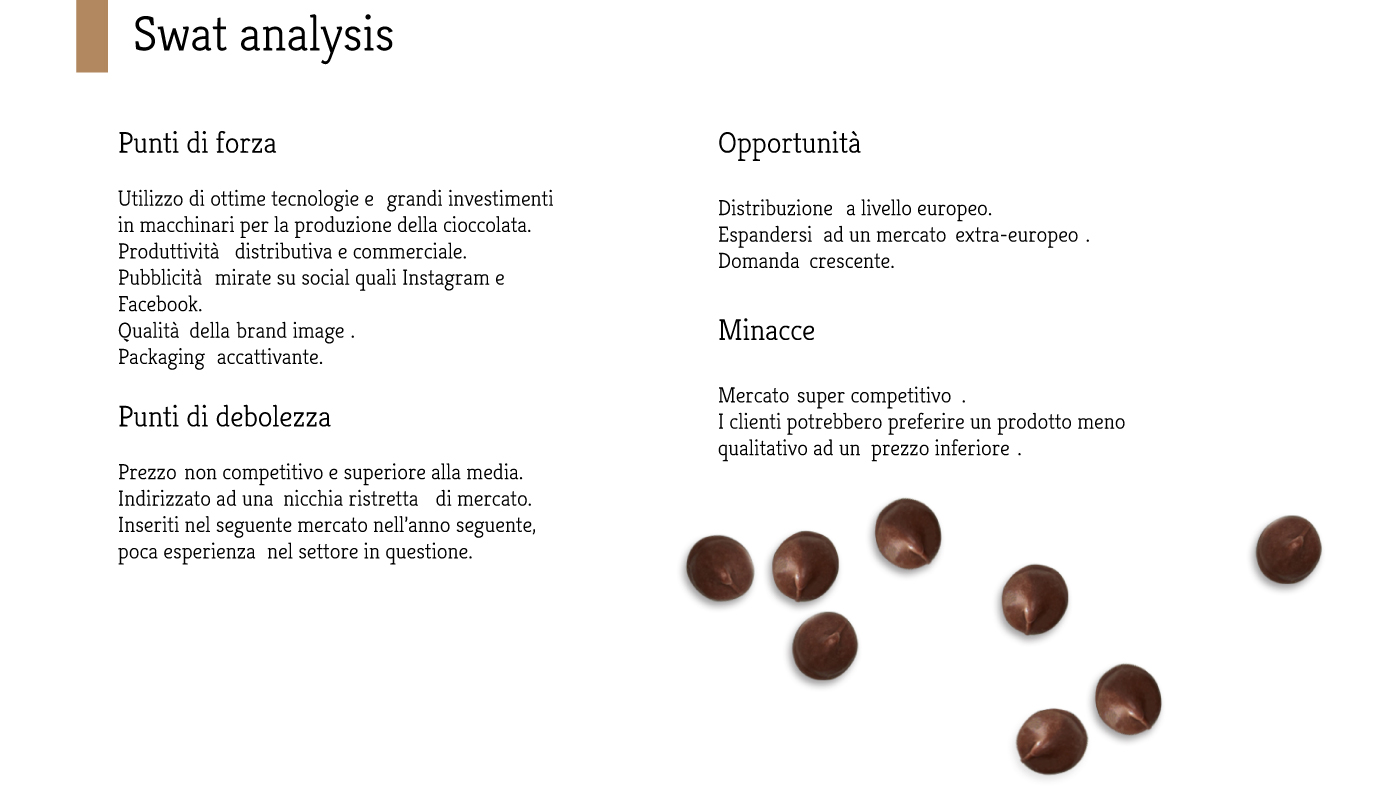 Swat analysis
Punti di forza
Utilizzo di ottime tecnologie e grandi investimenti
in macchinari per la produzione della cioccolata.
Produttività distributiva e commerciale.
Pubblicità mirate su social quali Instagram e
Facebook.
Qualità della brand image .
Packaging accattivante.
Punti di debolezza
Prezzo non competitivo e superiore alla media.
Indirizzato ad una nicchia ristretta di mercato.
Inseriti nel seguente mercato nell'anno seguente,
poca esperienza nel settore in questione.
Opportunità
Distribuzione a livello europeo.
Espandersi ad un mercato extra-europeo .
Domanda crescente.
Minacce
Mercato super competitivo .
I clienti potrebbero preferire un prodotto meno
qualitativo ad un prezzo inferiore .